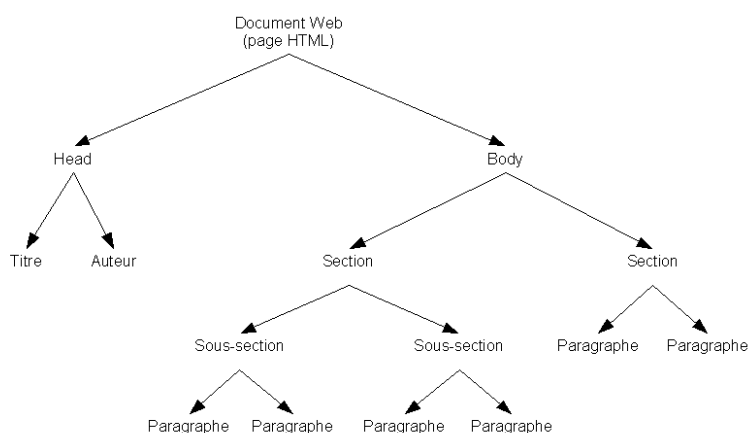 Document Web
(page HTML)
Head
Body
Titre
Auteur
Section
Section
Sous-section
Sous-section
Paragraphe
Paragraphe
Paragraphe
Paragraphe
Paragraphe
Paragraphe